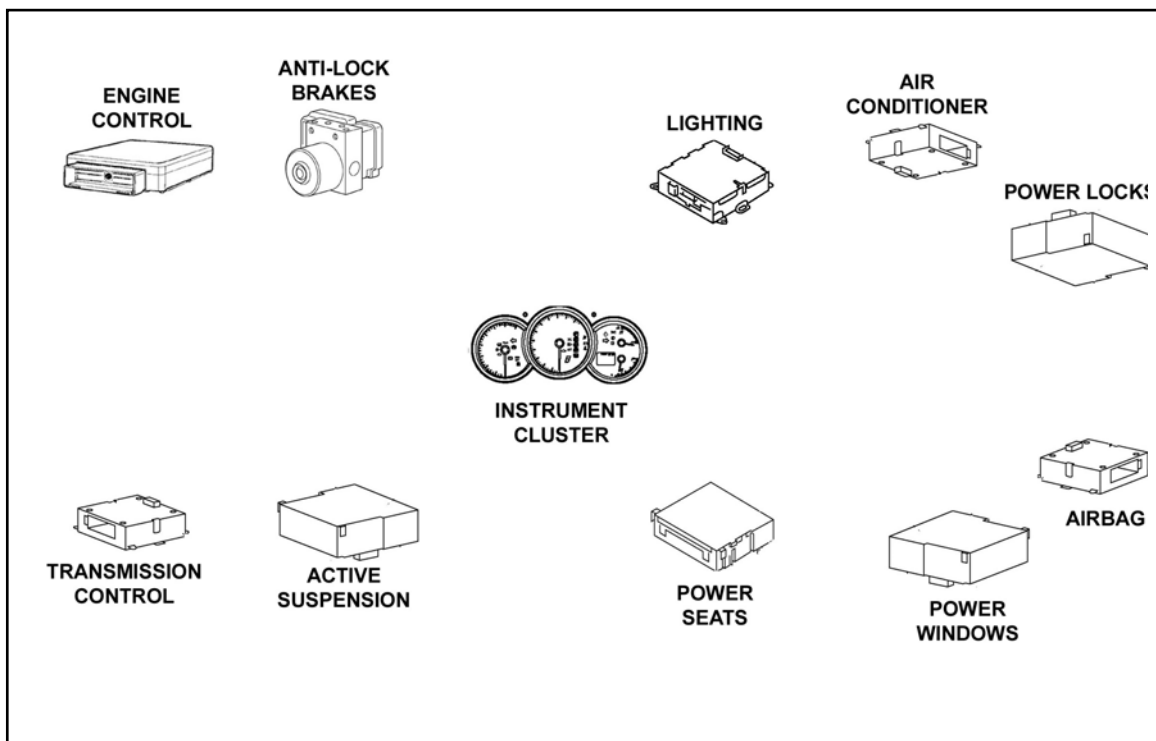 ENGINE
CONTROL
ANTI-LOCK
BRAKES
LIGHTING
AIR
CONDITIONER
POWER LOCKS
INSTRUMENT
CLUSTER
TRANSMISSION
CONTROL
ACTIVE
SUSPENSION
POWER
SEATS
POWER
WINDOWS
AIRBAG